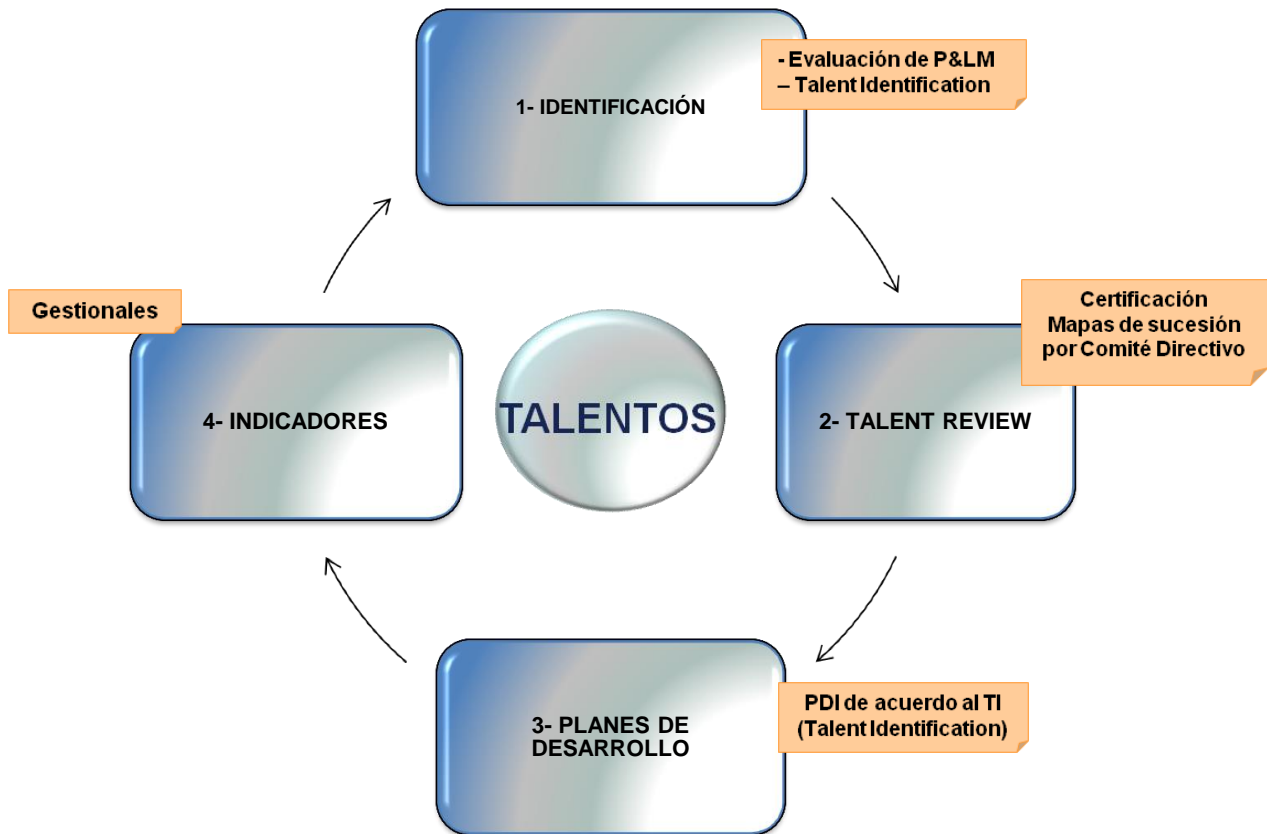 1- IDENTIFICACIÓN
- Evaluación de P&LM
– Talent Identification
Gestionales
Certificación
Mapas de sucesión
por Comité Directivo
4- INDICADORES
TALENTOS
2- TALENT REVIEW
3- PLANES DE
DESARROLLO
PDI de acuerdo al TI
(Talent Identification)